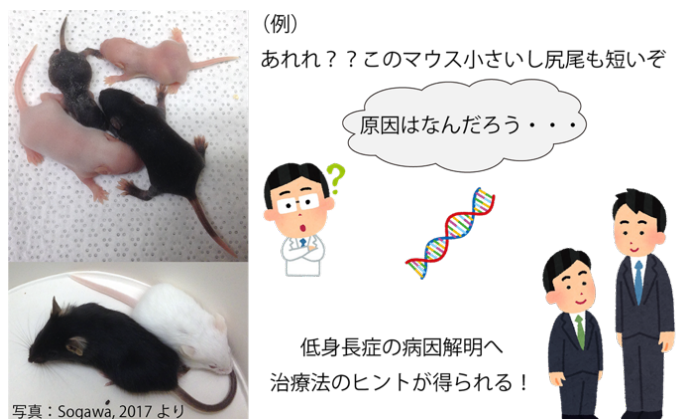 （例）
あれれ？？このマウス小さいし尻尾も短いぞ
原因はなんだろう・・・
?
低身長症の病因解明へ
治療法のヒントが得られる！
写真：Sogawa, 2017 より